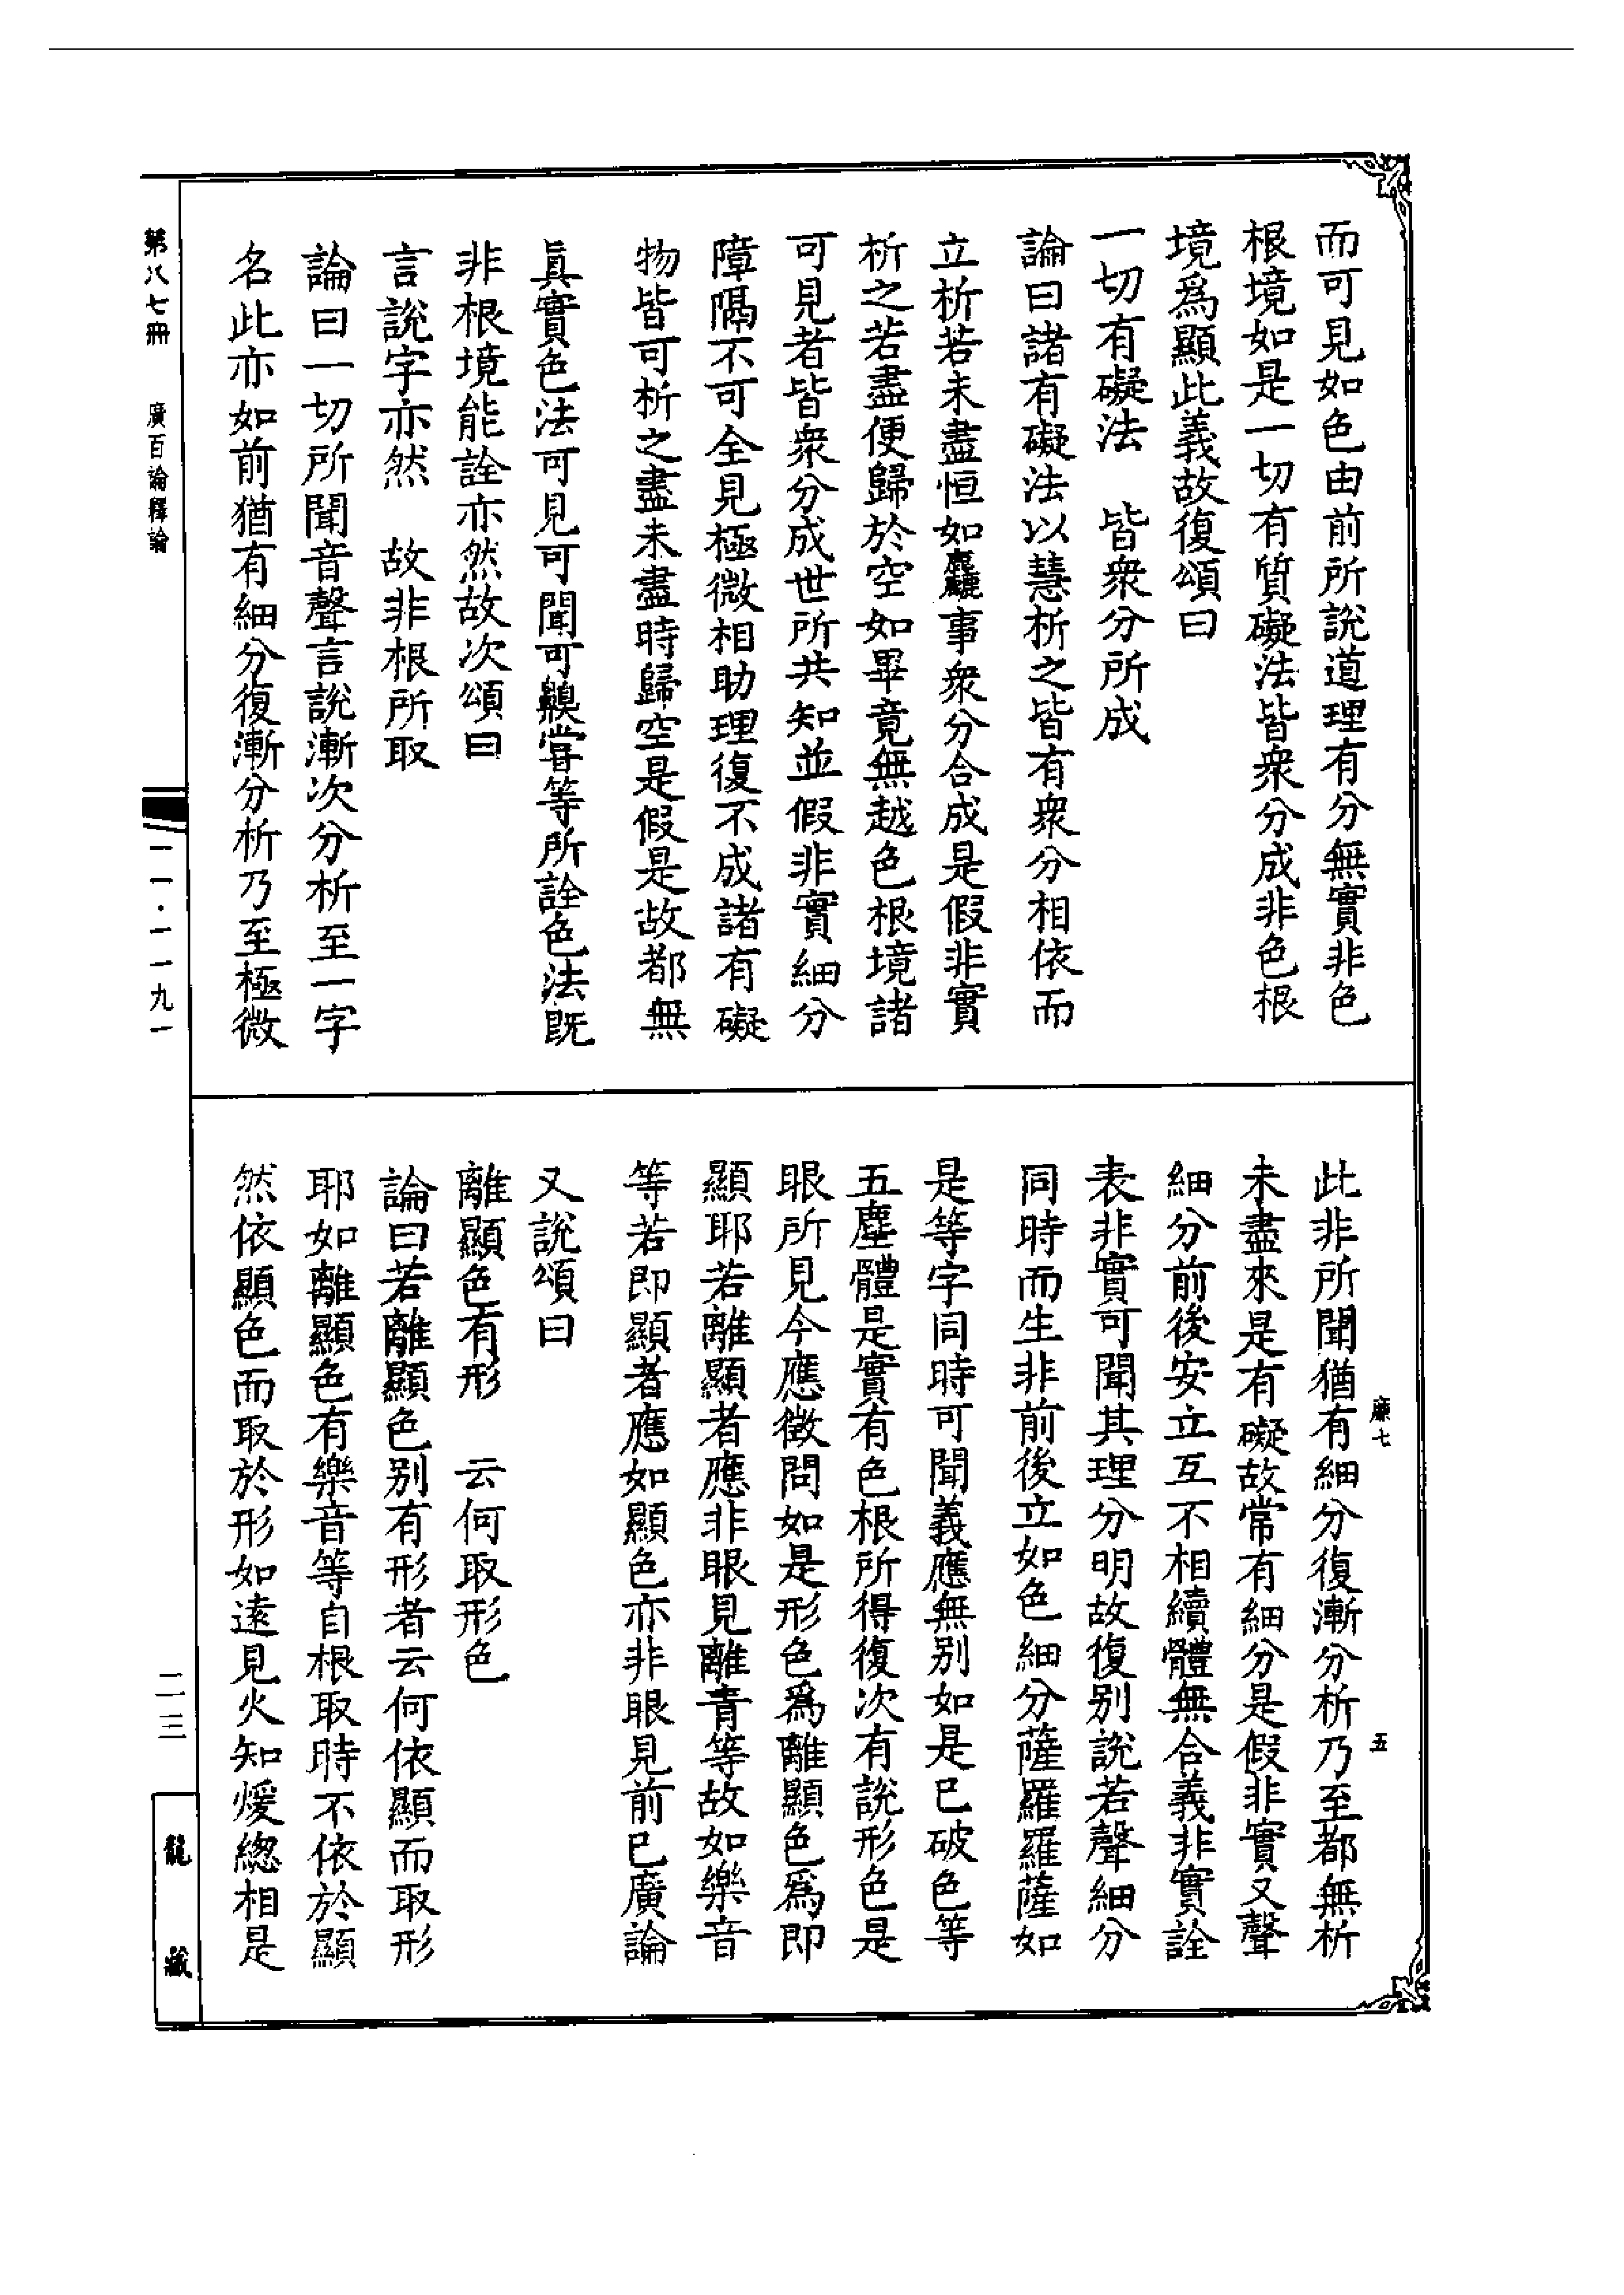 而可見如色由前所説道理有分無實非色
根境如是一切有質礙法皆衆分成非色根
境爲顯此義故復頌曰
一切有礙法　皆衆分所成
論曰諸有礙法以慧析之皆有衆分相依而
立析若未盡恒如麤事衆分合成是假非實
析之若盡便歸於空如畢竟無越色根境諸
可見者皆衆分成世所共知並假非實細分
障隔不可全見極微相助理復不成諸有礙
物皆可析之盡未盡時歸空是假是故都無
眞實色法可見可聞可齅甞等所詮色法既
非根境能詮亦然故次頌曰
言説字亦然　故非根所取
論曰一切所聞音聲言説漸次分析至一字
名此亦如前猶有細分復漸分析乃至極微
此非所聞猶有細分復漸分析乃至都無析
未盡來是有礙故常有細分是假非實又聲
細分前後安立互不相續體無合義非實詮
表非實可聞其理分明故復别説若聲細分
同時而生非前後立如色細分薩羅羅薩如
是等字同時可聞義應無别如是已破色等
五塵體是實有色根所得復次有説形色是
眼所見今應徴問如是形色爲離顯色爲即
顯耶若離顯者應非眼見離青等故如樂音
等若即顯者應如顯色亦非眼見前已廣論
又説頌曰
離顯色有形　云何取形色
論曰若離顯色别有形者云何依顯而取形
耶如離顯色有樂音等自根取時不依於顯
然依顯色而取於形如遠見火知煖緫相是
第八七冊　廣百論釋論
一一·一一九一
二三
龍藏
廉七
五